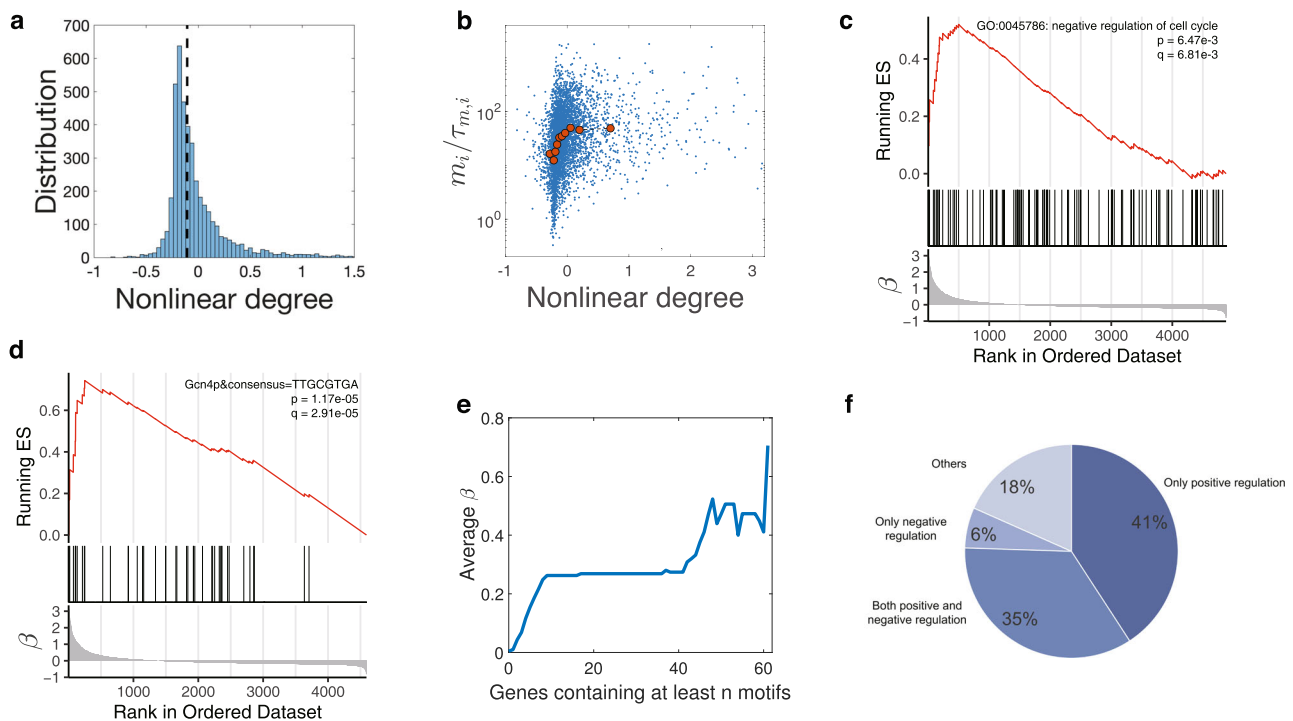 a
700
600
500
400
300
200
100
0
Distribution
-1
-0.5
0
0.5
1
1.5
Nonlinear degree
b
m_i/τ_{m,i}
10^2
10^0
-1
0
1
2
3
Nonlinear degree
c
GO:0045786: negative regulation of cell cycle
p = 6.47e-3
q = 6.81e-3
Running ES
0.4
0.2
0.0
β
3
2
1
0
−1
1000
2000
3000
4000
Rank in Ordered Dataset
d
Gcn4p&consensus=TTGCGTGA
p = 1.17e-05
q = 2.91e-05
Running ES
0.6
0.4
0.2
0.0
β
3
2
1
0
−1
1000
2000
3000
4000
Rank in Ordered Dataset
e
0.8
0.6
0.4
0.2
0
Average β
0
20
40
60
Genes containing at least n motifs
f
Others
18%
Only positive regulation
41%
Only negative
regulation
6%
Both positive and
negative regulation
35%